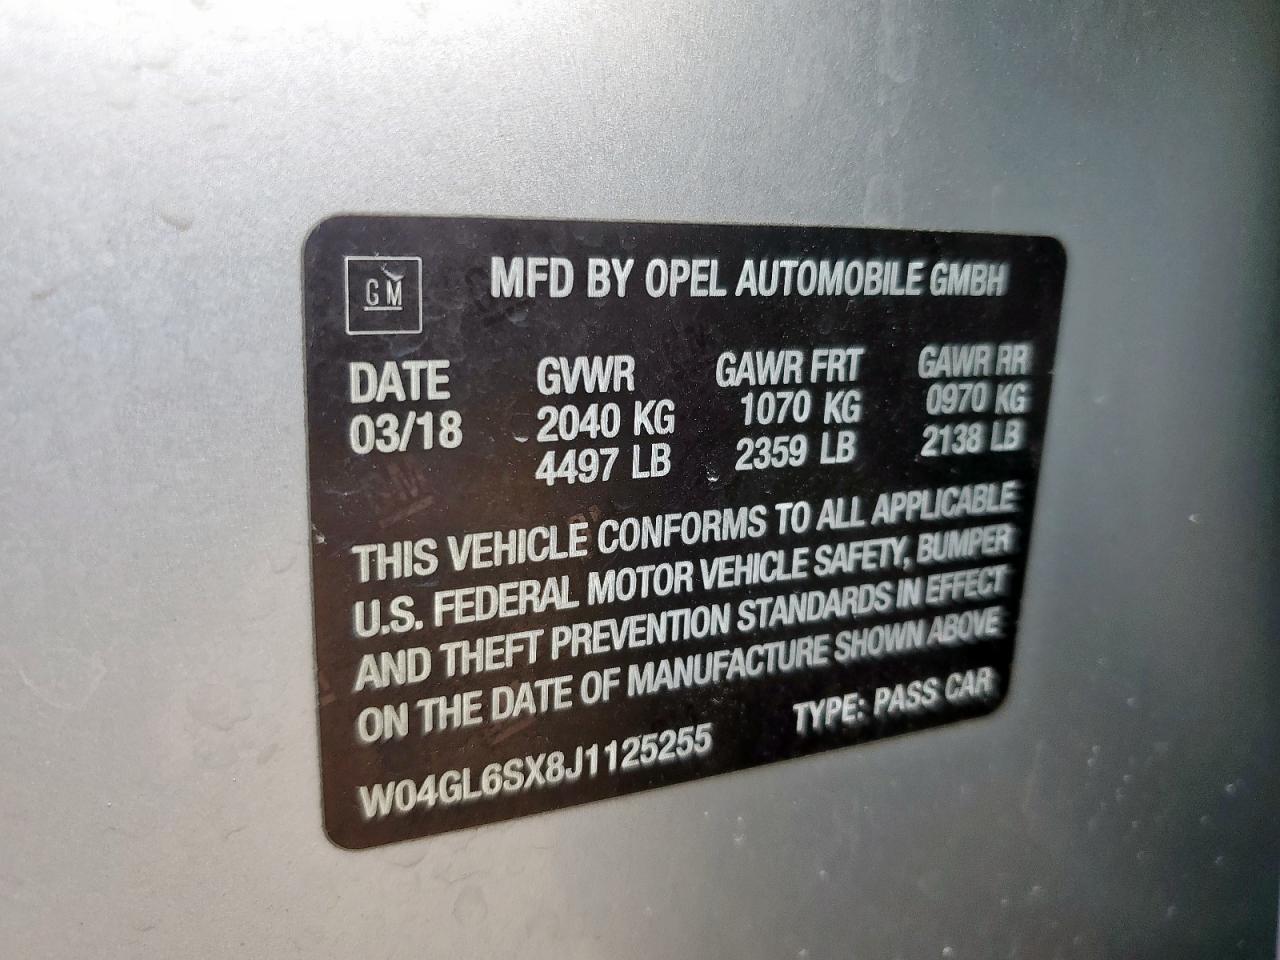 GM
MFD BY OPEL AUTOMOBILE GMBH
DATE GVWR GAWR FRT GAWR RR
03/18 2040 KG 1070 KG 0970 KG
4497 LB 2359 LB 2138 LB
THIS VEHICLE CONFORMS TO ALL APPLICABLE
U.S. FEDERAL MOTOR VEHICLE SAFETY, BUMPER
AND THEFT PREVENTION STANDARDS IN EFFECT
ON THE DATE OF MANUFACTURE SHOWN ABOVE
W04GL6SX8J1125255 TYPE: PASS CAR